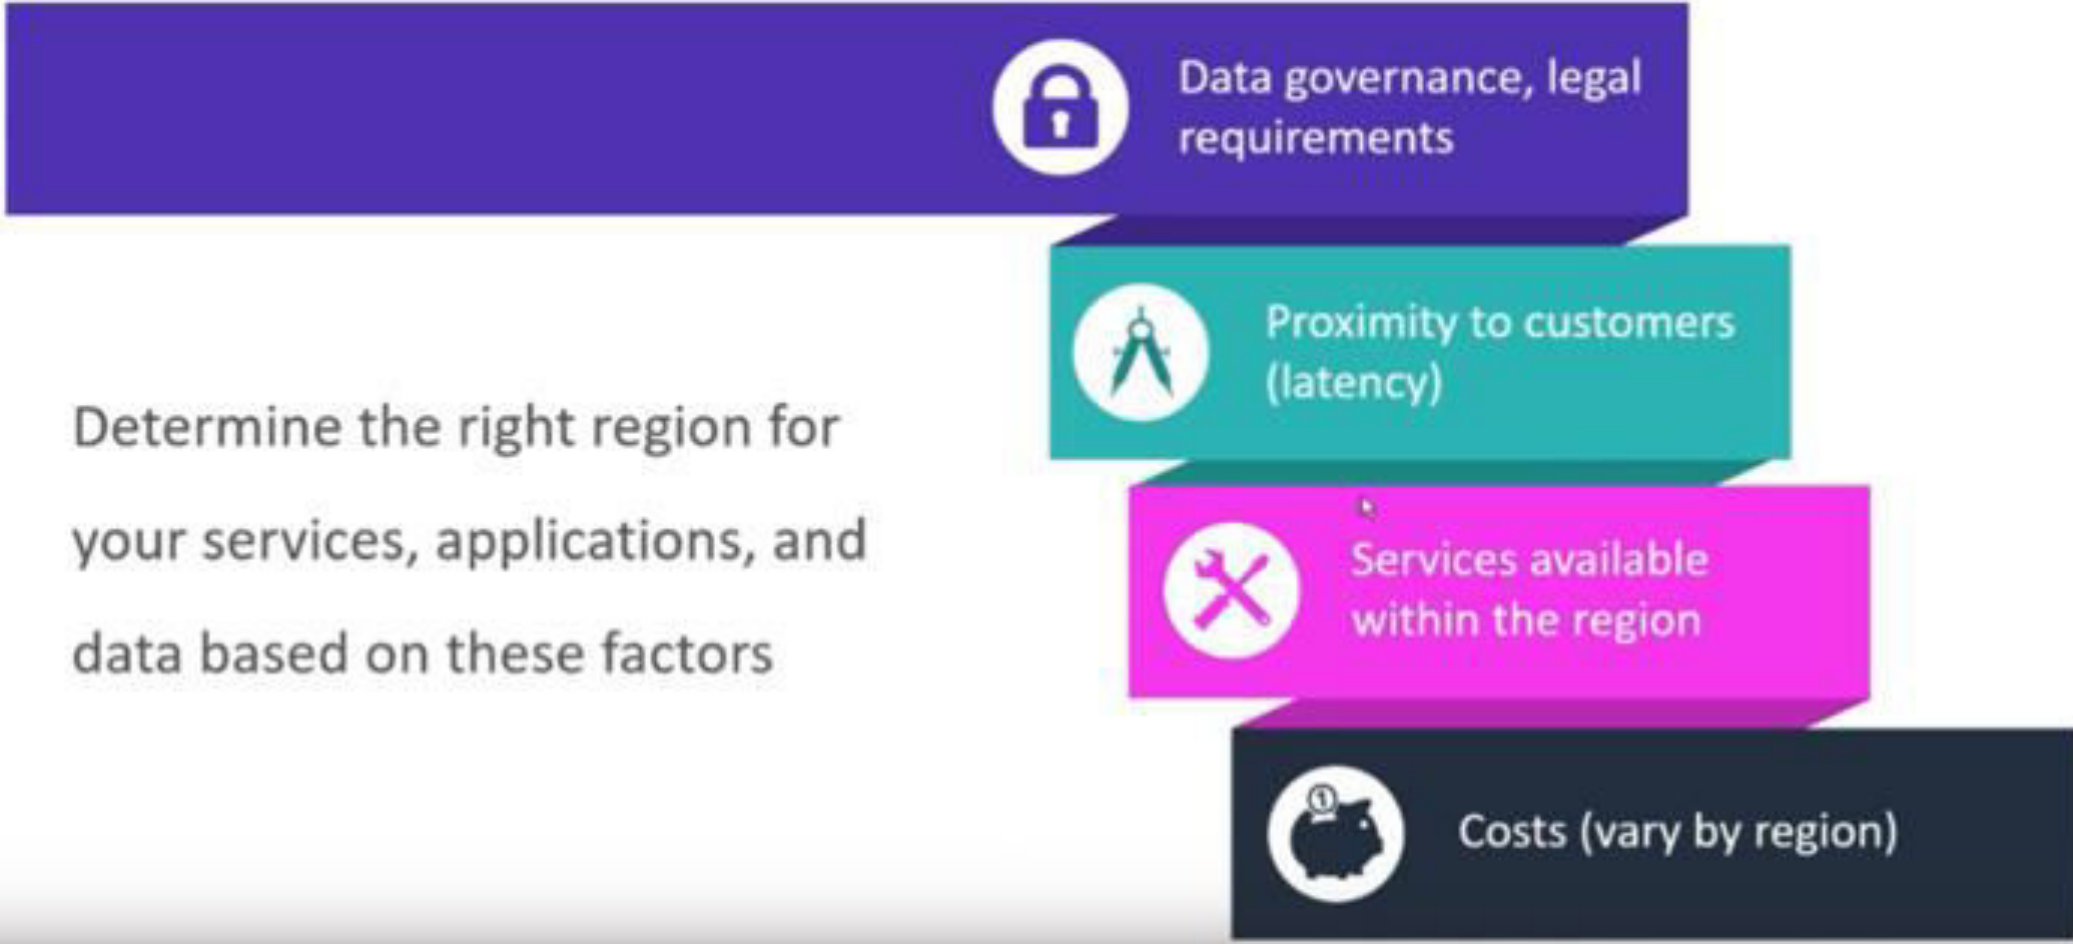 Data governance, legal
requirements
Proximity to customers
(latency)
Determine the right region for
your services, applications, and
data based on these factors
Services available
within the region
1
Costs (vary by region)